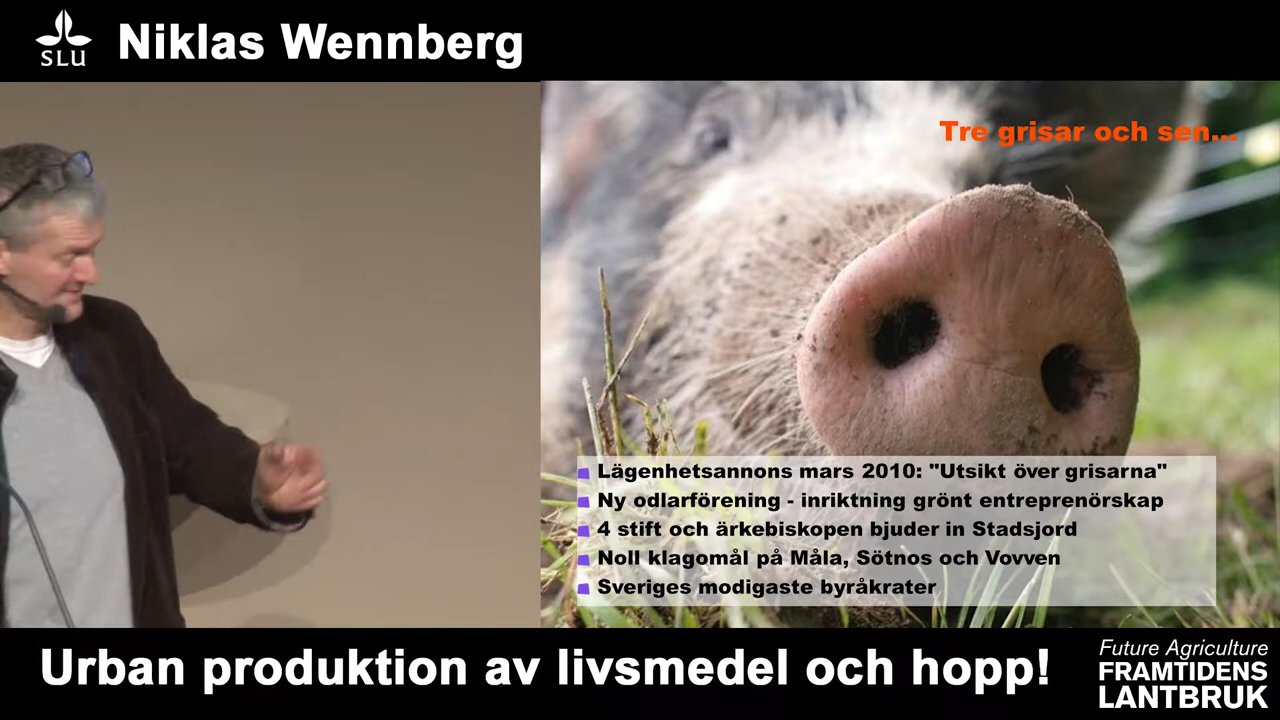 SLU
Niklas Wennberg
Tre grisar och sen...
Lägenhetsannons mars 2010: "Utsikt över grisarna"
Ny odlarförening - inriktning grönt entreprenörskap
4 stift och ärkebiskopen bjuder in Stadsjord
Noll klagomål på Måla, Sötnos och Vovven
Sveriges modigaste byråkrater
Urban produktion av livsmedel och hopp!
Future Agriculture
FRAMTIDENS
LANTBRUK